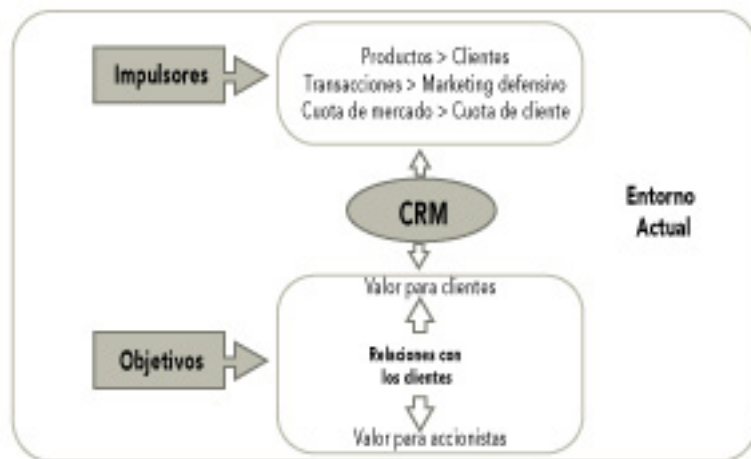 Impulsores
Productos > Clientes
Transacciones > Marketing defensivo
Cuota de mercado > Cuota de cliente
CRM
Entorno
Actual
Valor para clientes
Objetivos
Relaciones con
los clientes
Valor para accionistas